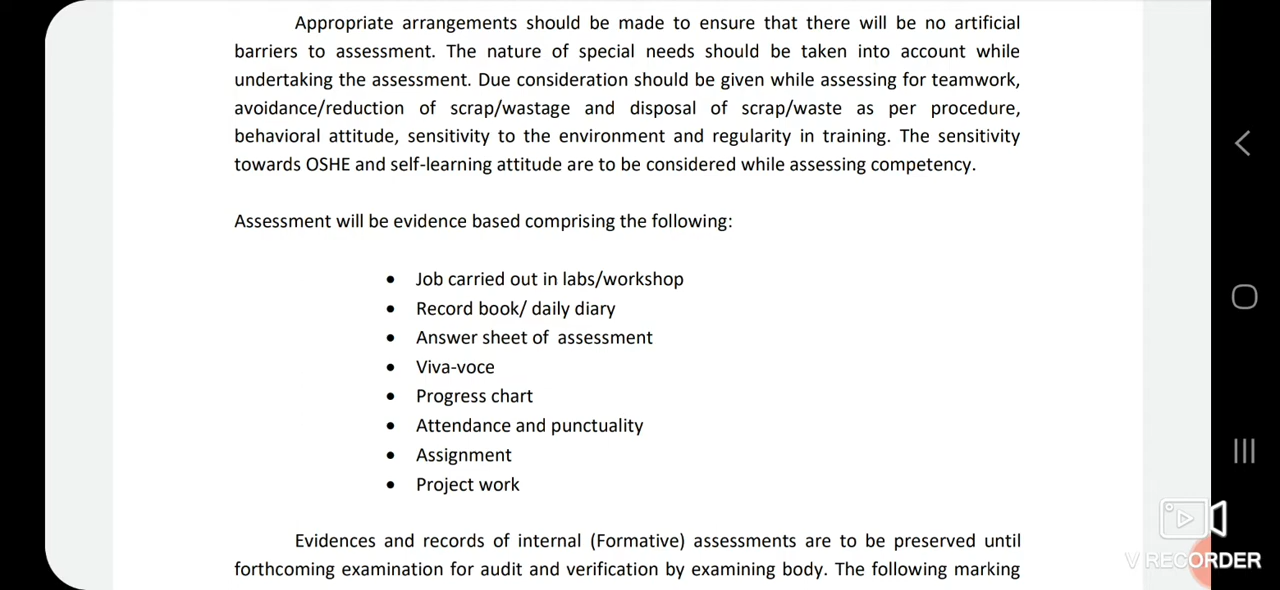 Appropriate arrangements should be made to ensure that there will be no artificial
barriers to assessment. The nature of special needs should be taken into account while
undertaking the assessment. Due consideration should be given while assessing for teamwork,
avoidance/reduction of scrap/wastage and disposal of scrap/waste as per procedure,
behavioral attitude, sensitivity to the environment and regularity in training. The sensitivity
towards OSHE and self-learning attitude are to be considered while assessing competency.
Assessment will be evidence based comprising the following:
• Job carried out in labs/workshop
• Record book/ daily diary
• Answer sheet of assessment
• Viva-voce
• Progress chart
• Attendance and punctuality
• Assignment
• Project work
Evidences and records of internal (Formative) assessments are to be preserved until
forthcoming examination for audit and verification by examining body. The following marking
V RECORDER